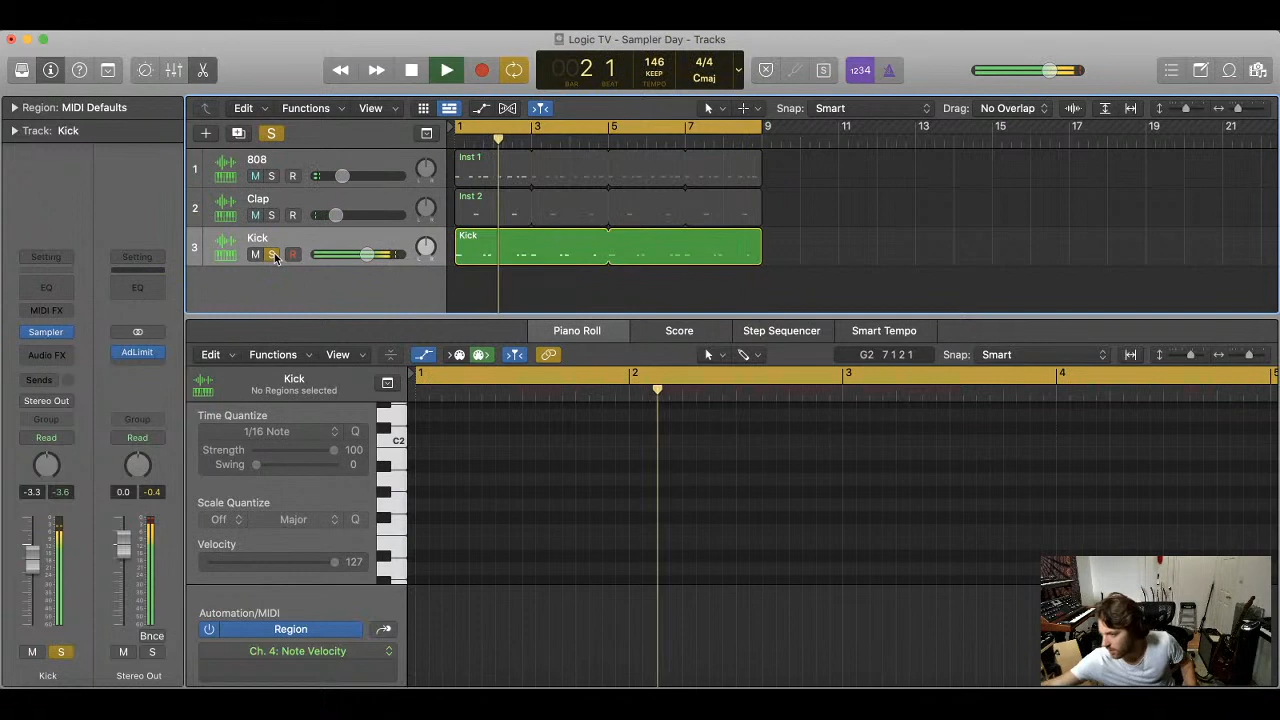 Logic TV - Sampler Day - Tracks
002 1
BAR BEAT
146
KEEP
TEMPO
4/4
Cmaj
1234
Region: MIDI Defaults
Track: Kick
Edit Functions View
Snap: Smart
Drag: No Overlap
S
1 3 5 7 9 11 13 15 17 19 21
1
808
M S R
Inst 1
2
Clap
M S R
Inst 2
3
Kick
M S R
Kick
Setting Setting
EQ EQ
MIDI FX
Sampler
Audio FX AdLimit
Sends
Stereo Out
Group Group
Read Read
-3.3 -3.6 0.0 -0.4
Bnce
M S M S
Kick Stereo Out
Piano Roll Score Step Sequencer Smart Tempo
Edit Functions View
G2 7 1 2 1
Snap: Smart
Kick
No Regions selected
1 2 3 4 5
Time Quantize
1/16 Note Q
Strength 100
Swing 0
Scale Quantize
Off Major Q
Velocity
127
C2
Automation/MIDI
Region
Ch. 4: Note Velocity